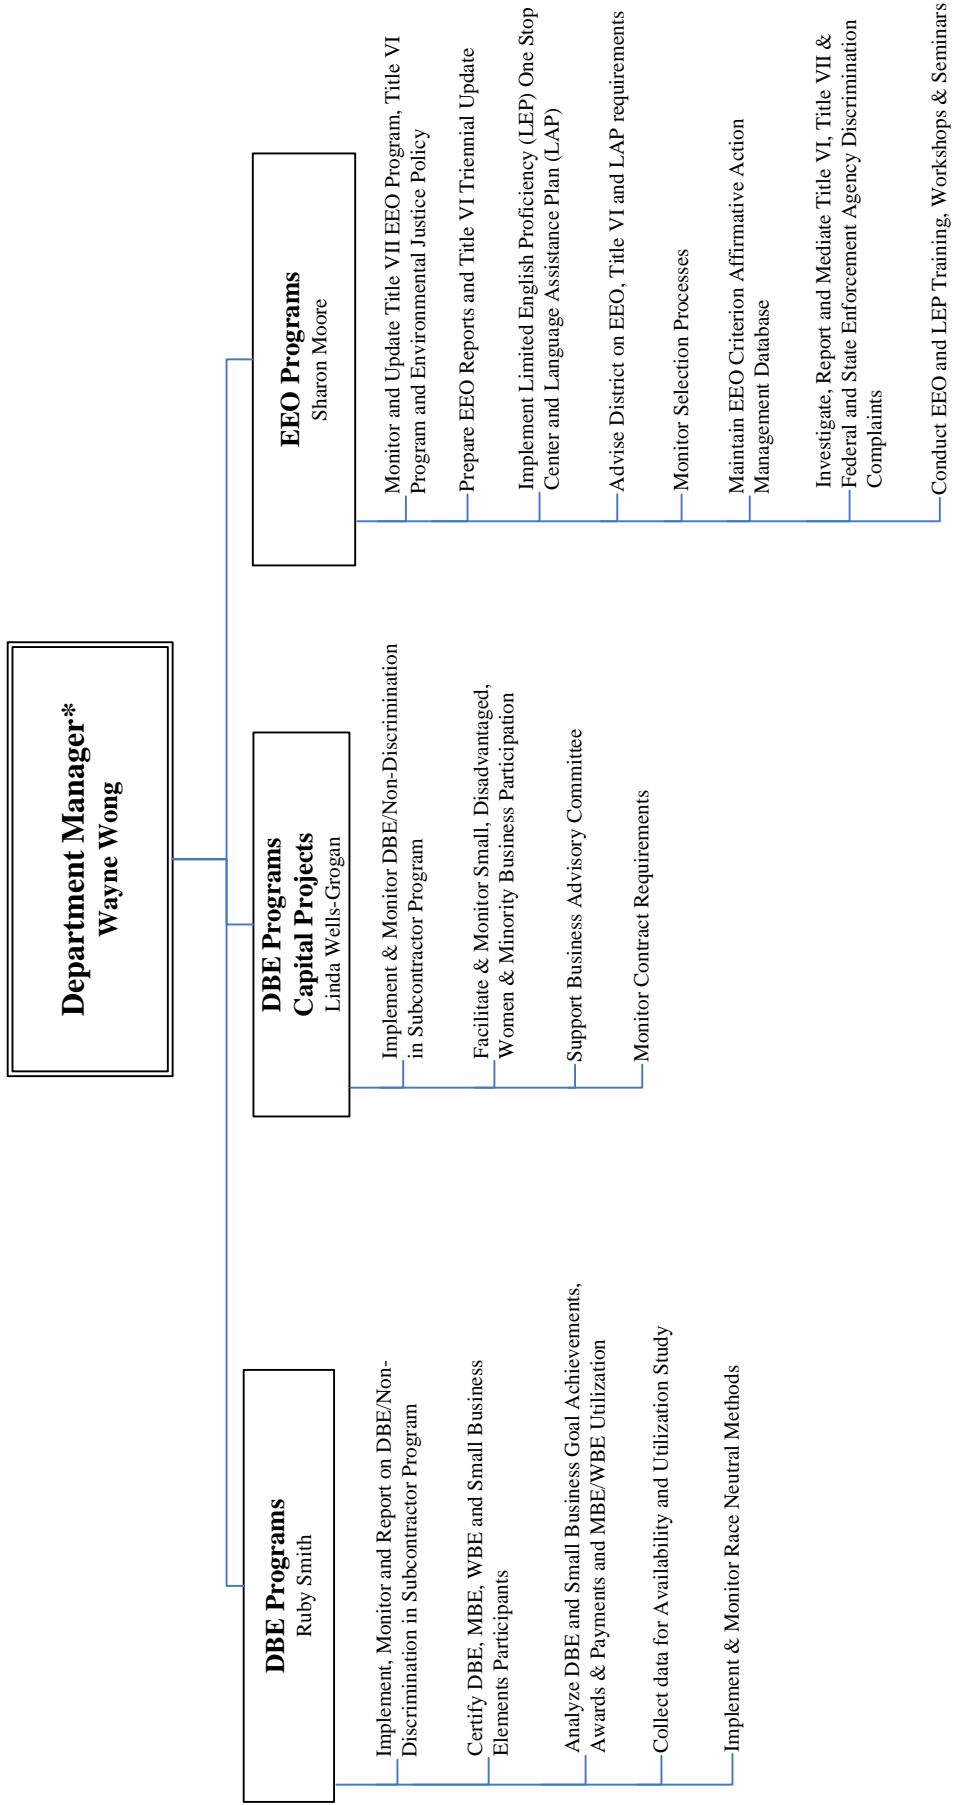 Department Manager*
Wayne Wong
DBE Programs
Ruby Smith
Implement, Monitor and Report on DBE/Non-
Discrimination in Subcontractor Program
Certify DBE, MBE, WBE and Small Business
Elements Participants
Analyze DBE and Small Business Goal Achievements,
Awards & Payments and MBE/WBE Utilization
Collect data for Availability and Utilization Study
Implement & Monitor Race Neutral Methods
DBE Programs
Capital Projects
Linda Wells-Grogan
Implement & Monitor DBE/Non-Discrimination
in Subcontractor Program
Facilitate & Monitor Small, Disadvantaged,
Women & Minority Business Participation
Support Business Advisory Committee
Monitor Contract Requirements
EEO Programs
Sharon Moore
Monitor and Update Title VII EEO Program, Title VI
Program and Environmental Justice Policy
Prepare EEO Reports and Title VI Triennial Update
Implement Limited English Proficiency (LEP) One Stop
Center and Language Assistance Plan (LAP)
Advise District on EEO, Title VI and LAP requirements
Monitor Selection Processes
Maintain EEO Criterion Affirmative Action
Management Database
Investigate, Report and Mediate Title VI, Title VII &
Federal and State Enforcement Agency Discrimination
Complaints
Conduct EEO and LEP Training, Workshops & Seminars